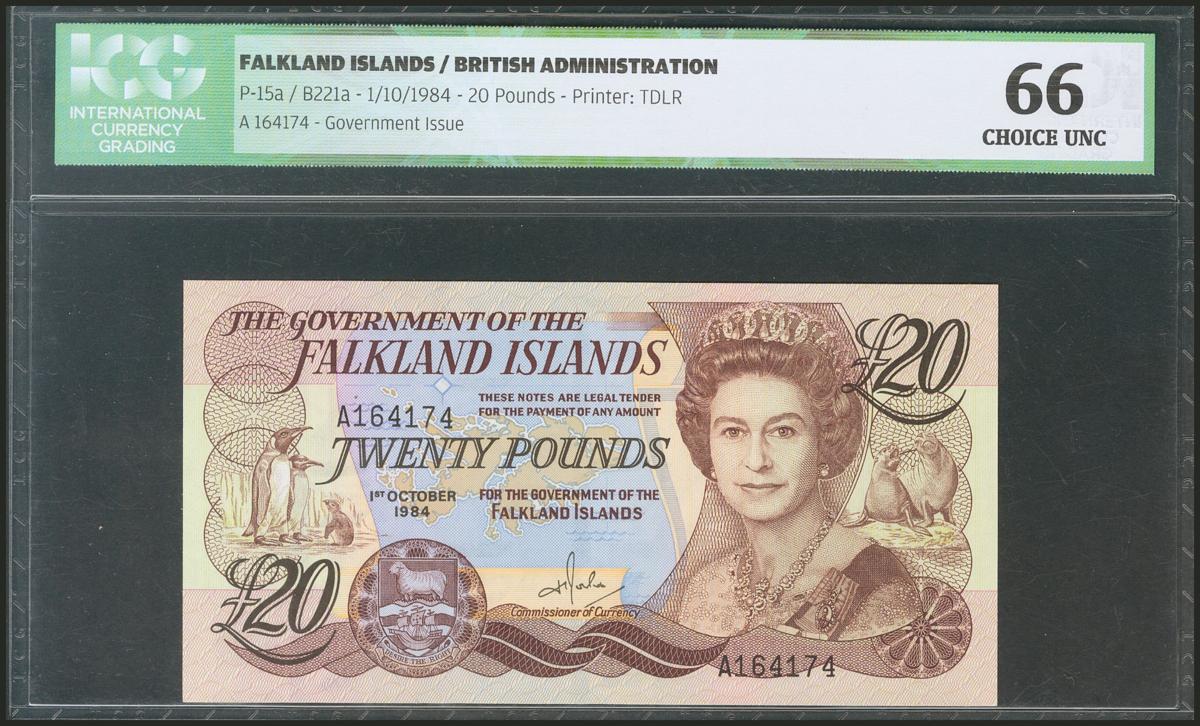 ICG
INTERNATIONAL
CURRENCY
GRADING
FALKLAND ISLANDS / BRITISH ADMINISTRATION
P-15a / B221a - 1/10/1984 - 20 Pounds - Printer: TDLR
A 164174 - Government Issue
66
CHOICE UNC
THE GOVERNMENT OF THE
FALKLAND ISLANDS
£20
THESE NOTES ARE LEGAL TENDER
FOR THE PAYMENT OF ANY AMOUNT
A164174
TWENTY POUNDS
1ST OCTOBER
1984
FOR THE GOVERNMENT OF THE
FALKLAND ISLANDS
£20
Commissioner of Currency
DESIRE THE RIGHT
A164174